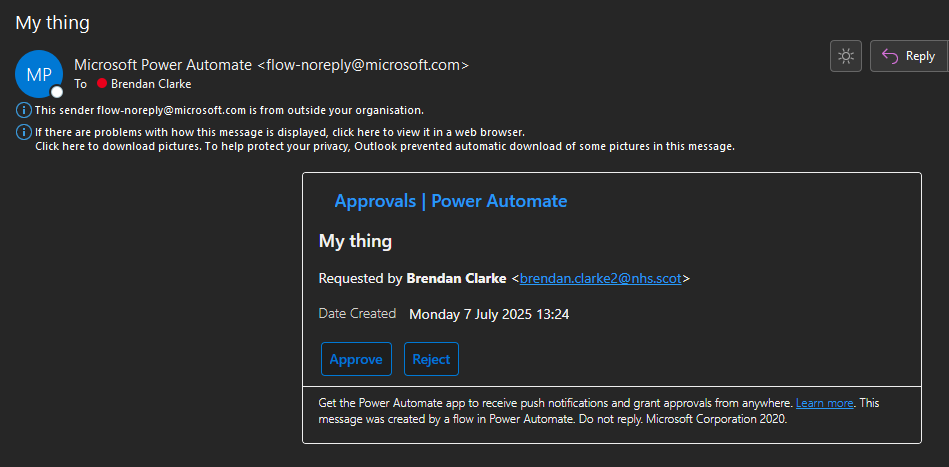 My thing
MP
Microsoft Power Automate <flow-noreply@microsoft.com>
To Brendan Clarke
Reply
This sender flow-noreply@microsoft.com is from outside your organisation.
If there are problems with how this message is displayed, click here to view it in a web browser.
Click here to download pictures. To help protect your privacy, Outlook prevented automatic download of some pictures in this message.
Approvals | Power Automate
My thing
Requested by Brendan Clarke <brendan.clarke2@nhs.scot>
Date Created Monday 7 July 2025 13:24
Approve Reject
Get the Power Automate app to receive push notifications and grant approvals from anywhere. Learn more. This
message was created by a flow in Power Automate. Do not reply. Microsoft Corporation 2020.